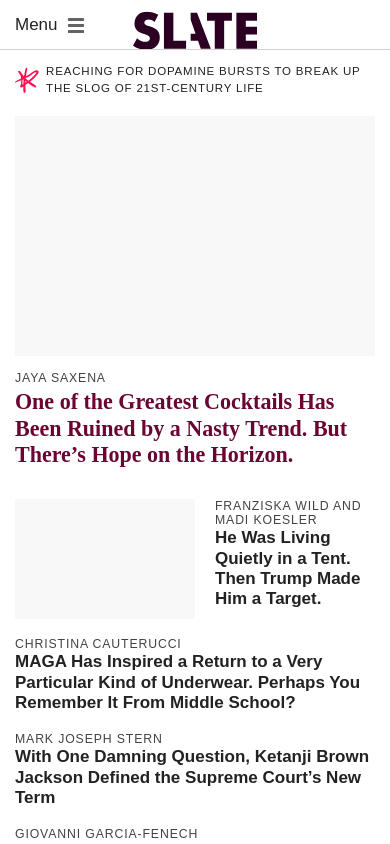 Menu
SLATE
REACHING FOR DOPAMINE BURSTS TO BREAK UP
THE SLOG OF 21ST-CENTURY LIFE
JAYA SAXENA
One of the Greatest Cocktails Has
Been Ruined by a Nasty Trend. But
There’s Hope on the Horizon.
FRANZISKA WILD AND
MADI KOESLER
He Was Living
Quietly in a Tent.
Then Trump Made
Him a Target.
CHRISTINA CAUTERUCCI
MAGA Has Inspired a Return to a Very
Particular Kind of Underwear. Perhaps You
Remember It From Middle School?
MARK JOSEPH STERN
With One Damning Question, Ketanji Brown
Jackson Defined the Supreme Court’s New
Term
GIOVANNI GARCIA-FENECH